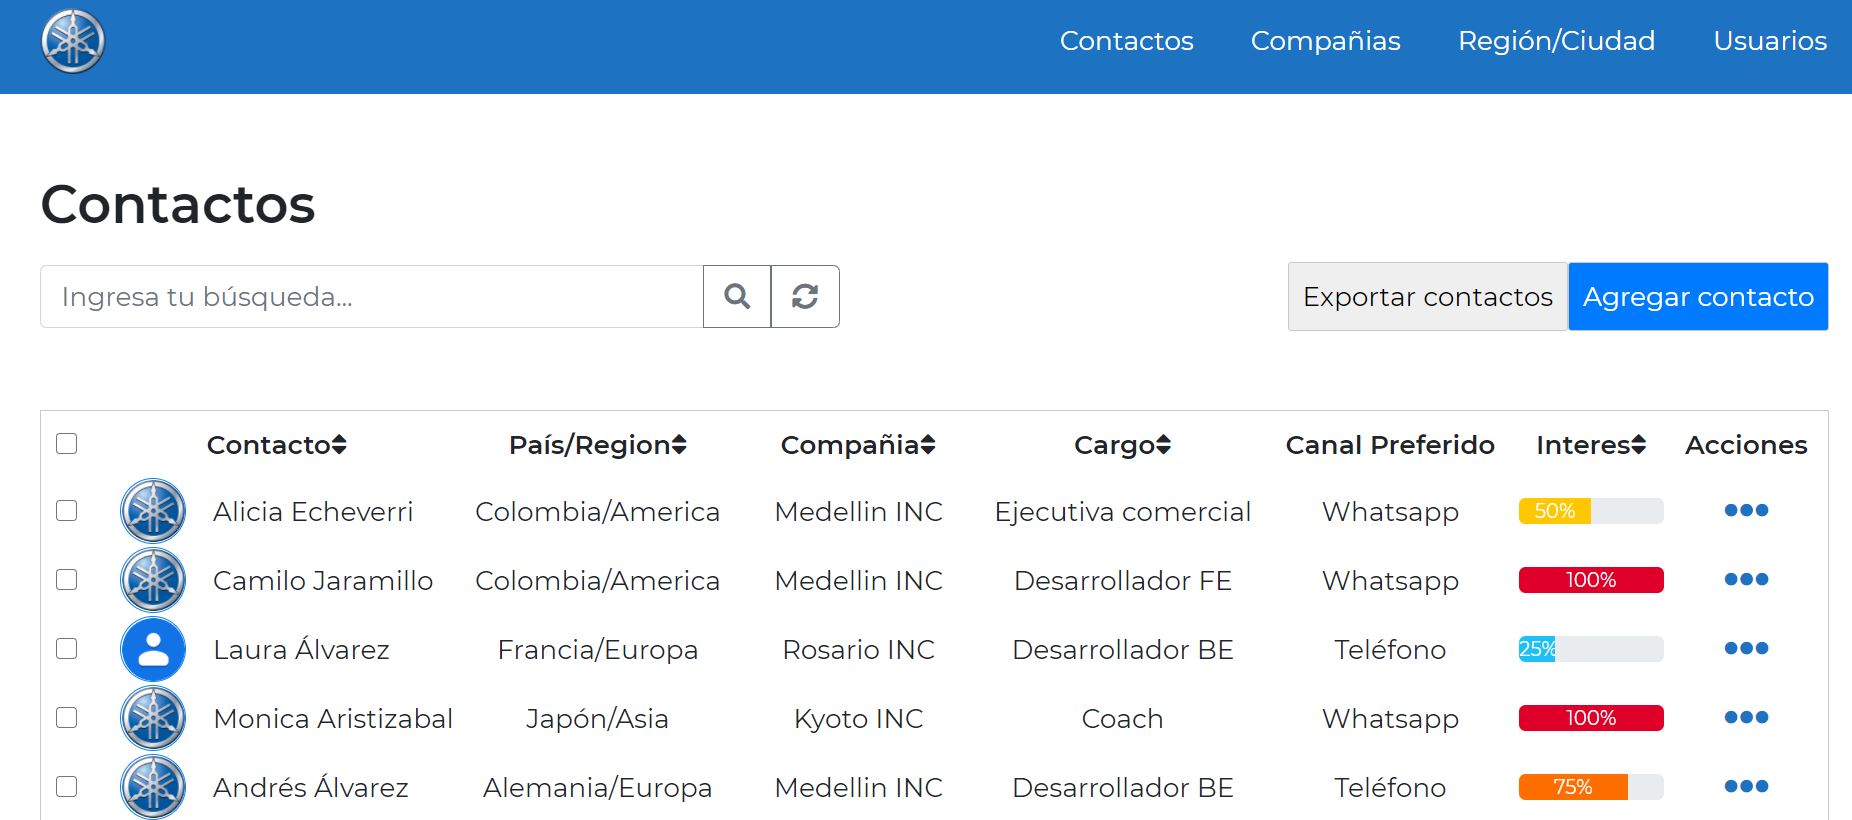 Contactos Compañias Región/Ciudad Usuarios
Contactos
Ingresa tu búsqueda...
Exportar contactos Agregar contacto
Contacto País/Region Compañia Cargo Canal Preferido Interes Acciones
Alicia Echeverri Colombia/America Medellin INC Ejecutiva comercial Whatsapp 50%
Camilo Jaramillo Colombia/America Medellin INC Desarrollador FE Whatsapp 100%
Laura Álvarez Francia/Europa Rosario INC Desarrollador BE Teléfono 25%
Monica Aristizabal Japón/Asia Kyoto INC Coach Whatsapp 100%
Andrés Álvarez Alemania/Europa Medellin INC Desarrollador BE Teléfono 75%